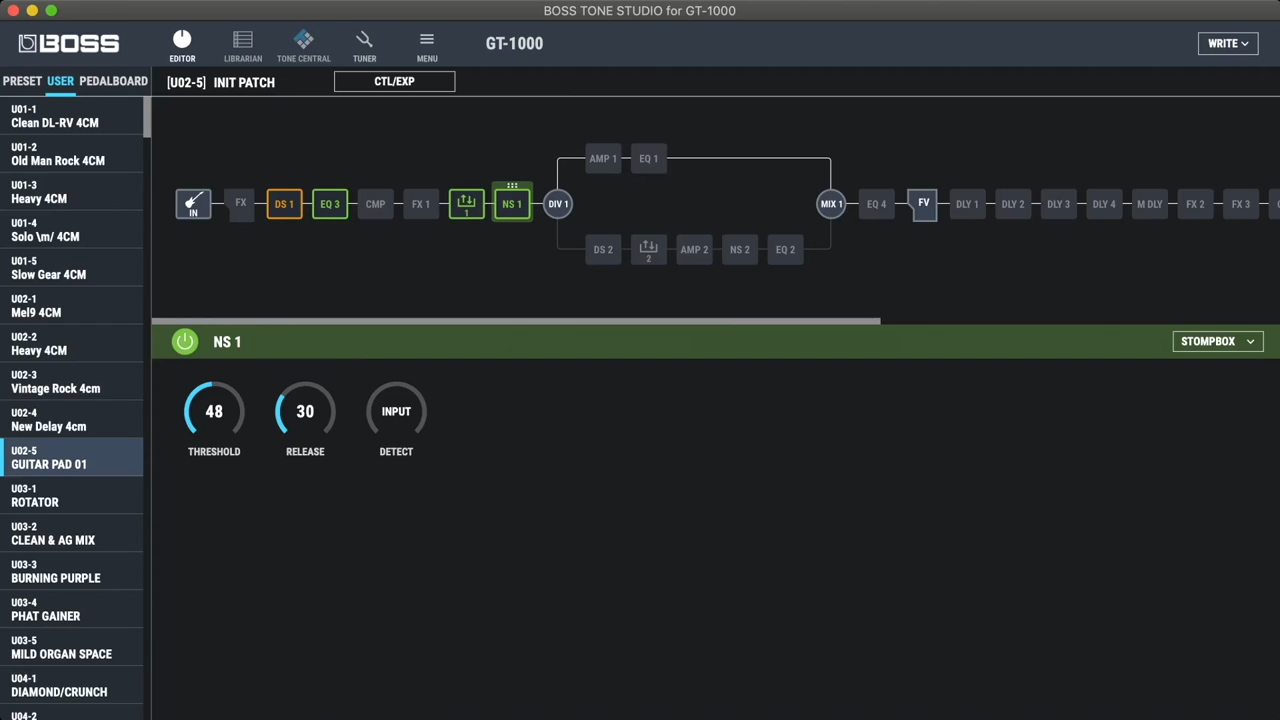 BOSS TONE STUDIO for GT-1000
BOSS
EDITOR
LIBRARIAN
TONE CENTRAL
TUNER
MENU
GT-1000
WRITE
PRESET USER PEDALBOARD
[U02-5] INIT PATCH
CTL/EXP
U01-1
Clean DL-RV 4CM
U01-2
Old Man Rock 4CM
U01-3
Heavy 4CM
U01-4
Solo \m/ 4CM
U01-5
Slow Gear 4CM
U02-1
Mel9 4CM
U02-2
Heavy 4CM
U02-3
Vintage Rock 4cm
U02-4
New Delay 4cm
U02-5
GUITAR PAD 01
U03-1
ROTATOR
U03-2
CLEAN & AG MIX
U03-3
BURNING PURPLE
U03-4
PHAT GAINER
U03-5
MILD ORGAN SPACE
U04-1
DIAMOND/CRUNCH
U04-2
AMP 1 EQ 1
IN FX DS 1 EQ 3 CMP FX 1 1 NS 1 DIV 1 MIX 1 EQ 4 FV DLY 1 DLY 2 DLY 3 DLY 4 M DLY FX 2 FX 3
DS 2 2 AMP 2 NS 2 EQ 2
NS 1
STOMPBOX
48 30 INPUT
THRESHOLD RELEASE DETECT